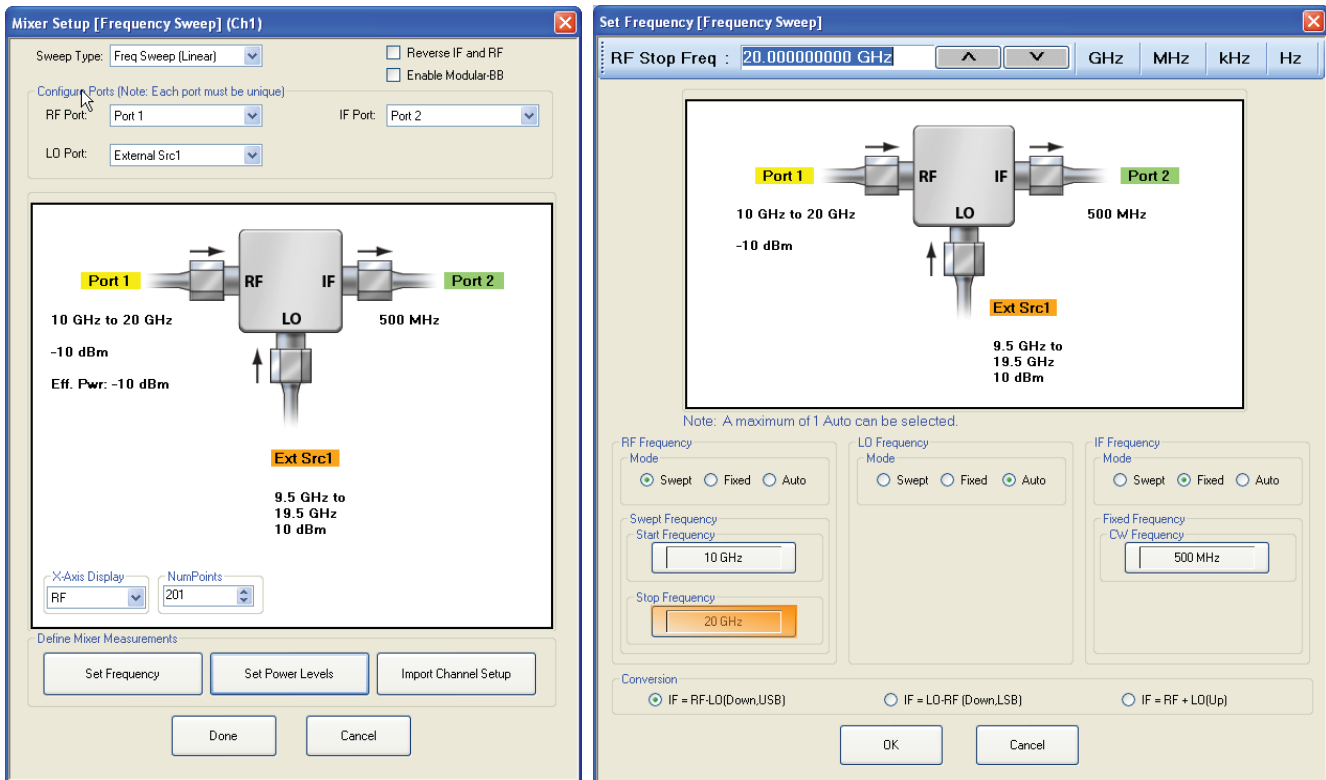 Mixer Setup [Frequency Sweep] (Ch1)
Sweep Type: Freq Sweep (Linear)
Reverse IF and RF
Enable Modular-BB
Configure Ports (Note: Each port must be unique)
RF Port: Port 1
IF Port: Port 2
LO Port: External Src1
Port 1
RF
IF
Port 2
10 GHz to 20 GHz
LO
500 MHz
-10 dBm
Eff. Pwr: -10 dBm
Ext Src1
9.5 GHz to
19.5 GHz
10 dBm
X-Axis Display
NumPoints
RF
201
Define Mixer Measurements
Set Frequency
Set Power Levels
Import Channel Setup
Done
Cancel
Set Frequency [Frequency Sweep]
RF Stop Freq : 20.000000000 GHz
GHz
MHz
kHz
Hz
Port 1
RF
IF
Port 2
10 GHz to 20 GHz
LO
500 MHz
-10 dBm
Ext Src1
9.5 GHz to
19.5 GHz
10 dBm
Note: A maximum of 1 Auto can be selected.
RF Frequency
Mode
Swept Fixed Auto
Swept Frequency
Start Frequency
10 GHz
Stop Frequency
20 GHz
LO Frequency
Mode
Swept Fixed Auto
IF Frequency
Mode
Swept Fixed Auto
Fixed Frequency
CW Frequency
500 MHz
Conversion
IF = RF-LO(Down,USB)
IF = LO-RF (Down,LSB)
IF = RF + LO(Up)
OK
Cancel